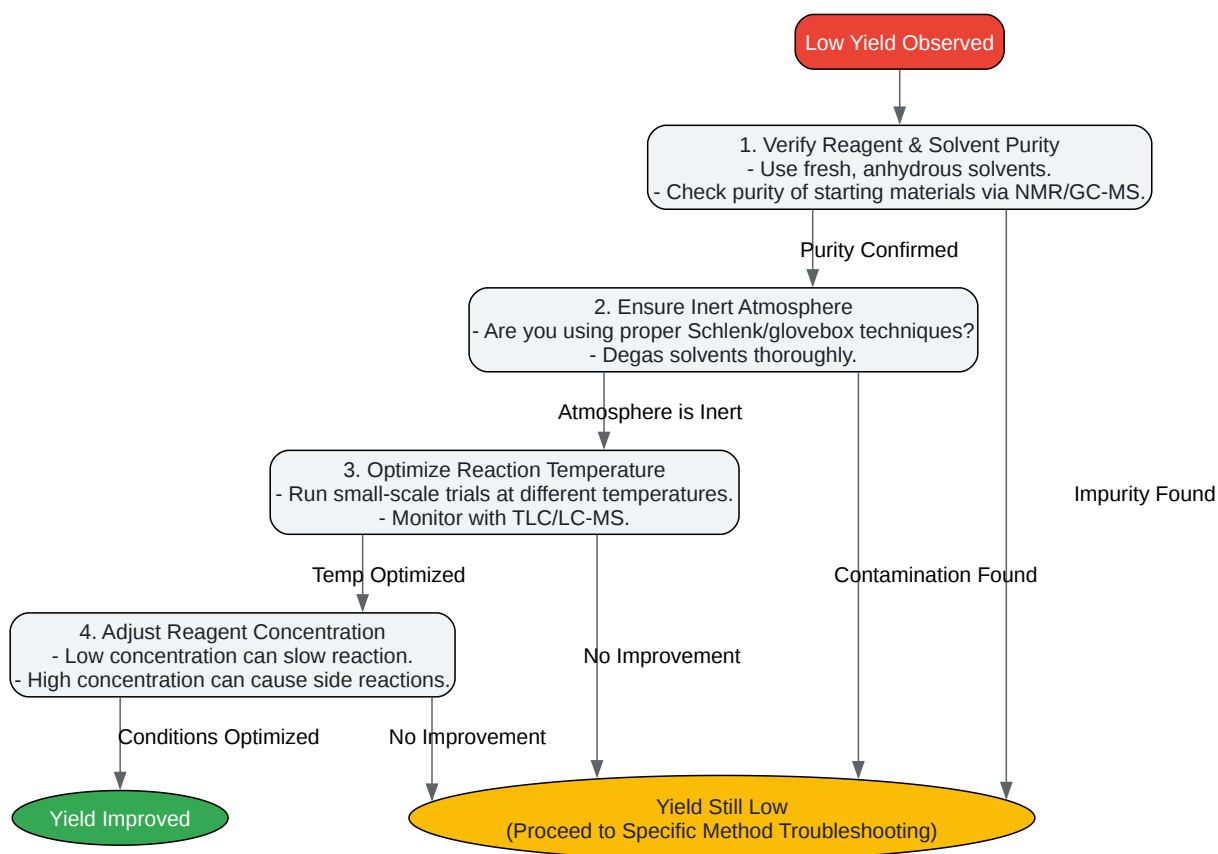 Low Yield Observed
1. Verify Reagent & Solvent Purity
- Use fresh, anhydrous solvents.
- Check purity of starting materials via NMR/GC-MS.
Purity Confirmed
2. Ensure Inert Atmosphere
- Are you using proper Schlenk/glovebox techniques?
- Degas solvents thoroughly.
Atmosphere is Inert
3. Optimize Reaction Temperature
- Run small-scale trials at different temperatures.
- Monitor with TLC/LC-MS.
Impurity Found
Temp Optimized
Contamination Found
4. Adjust Reagent Concentration
- Low concentration can slow reaction.
- High concentration can cause side reactions.
No Improvement
Conditions Optimized
No Improvement
Yield Improved
Yield Still Low
(Proceed to Specific Method Troubleshooting)